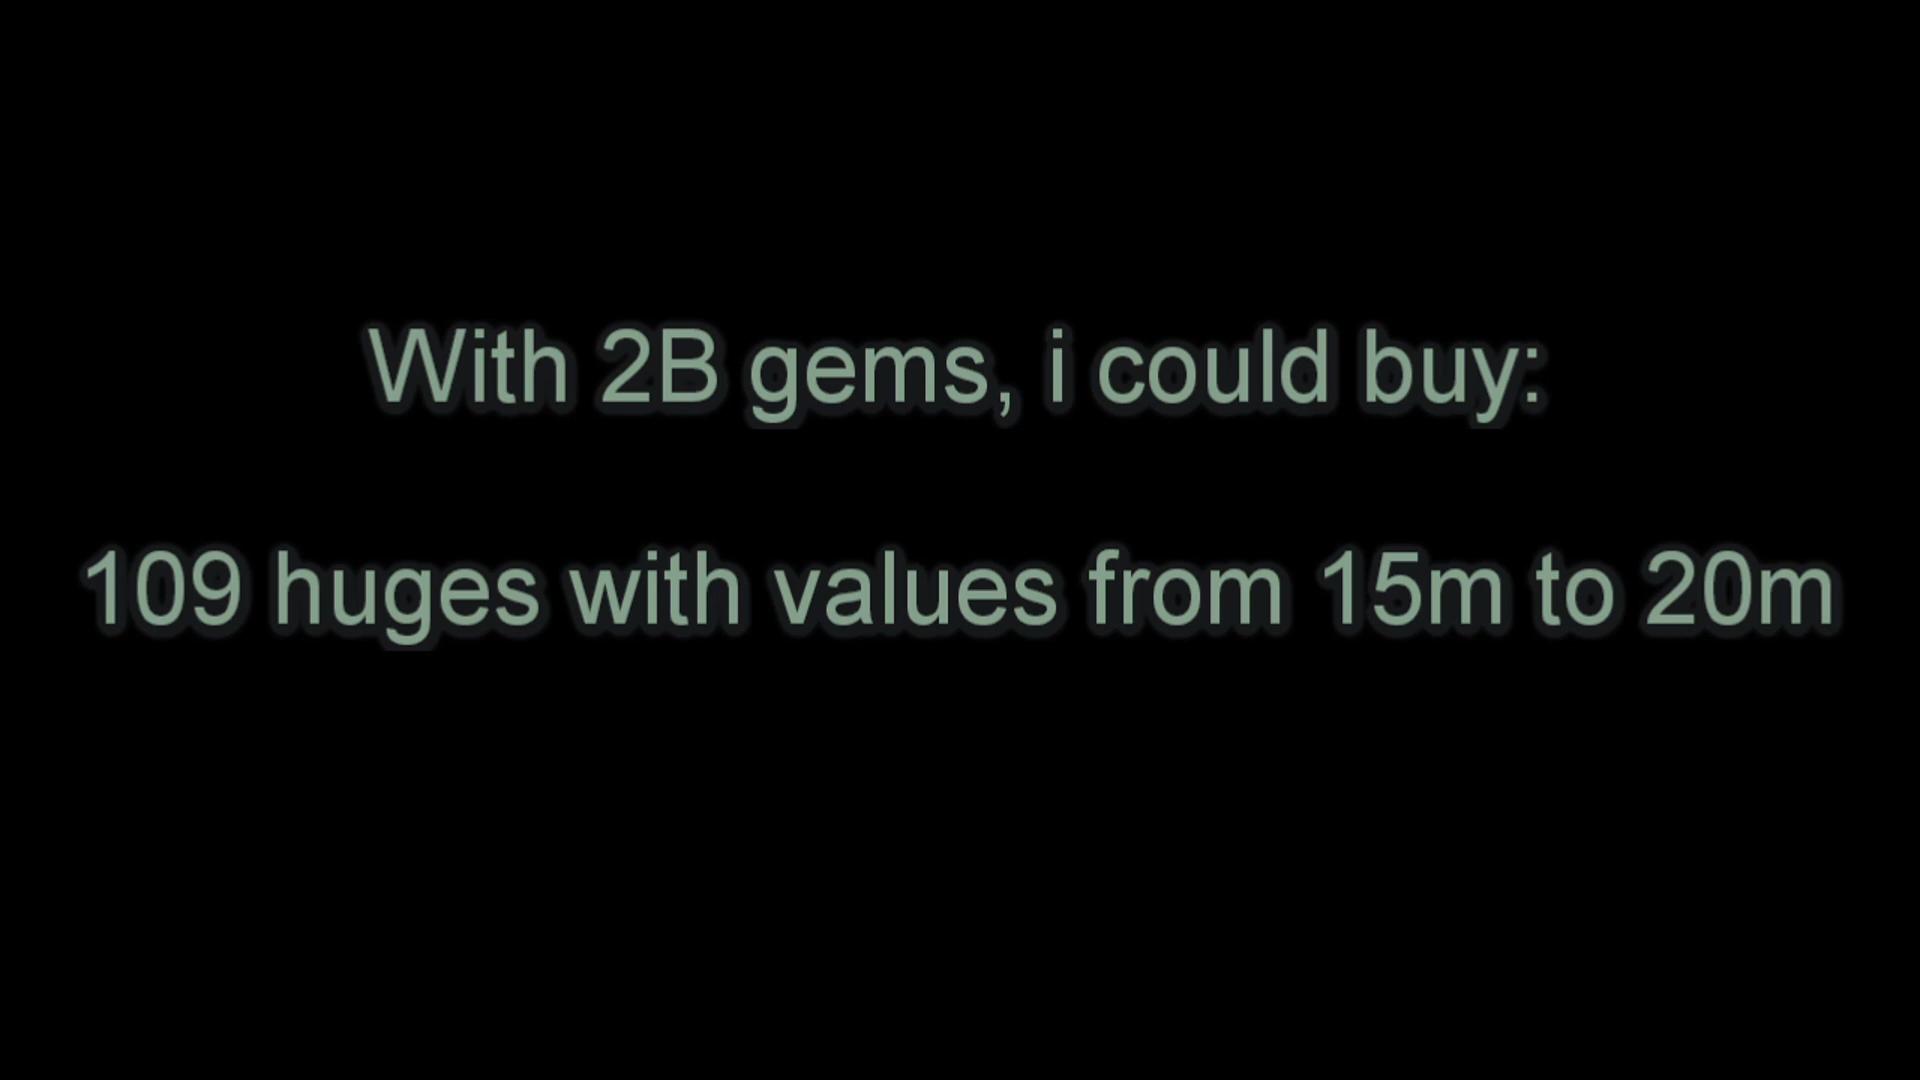 With 2B gems, i could buy:
109 huges with values from 15m to 20m